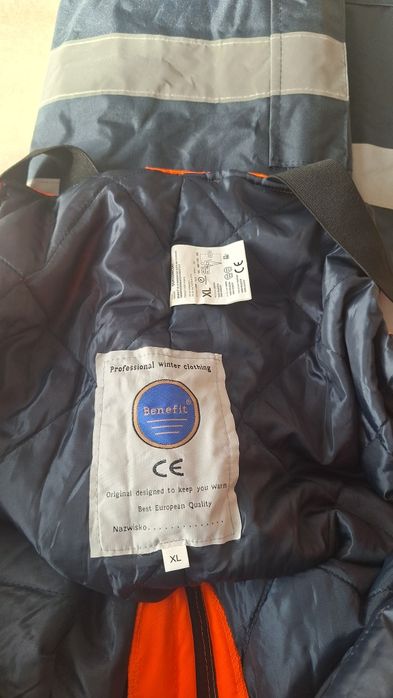 XL
CE
Professional winter clothing
Benefit®
CE
Original designed to keep you Warm
Best European Quality
Nazwisko..............
XL